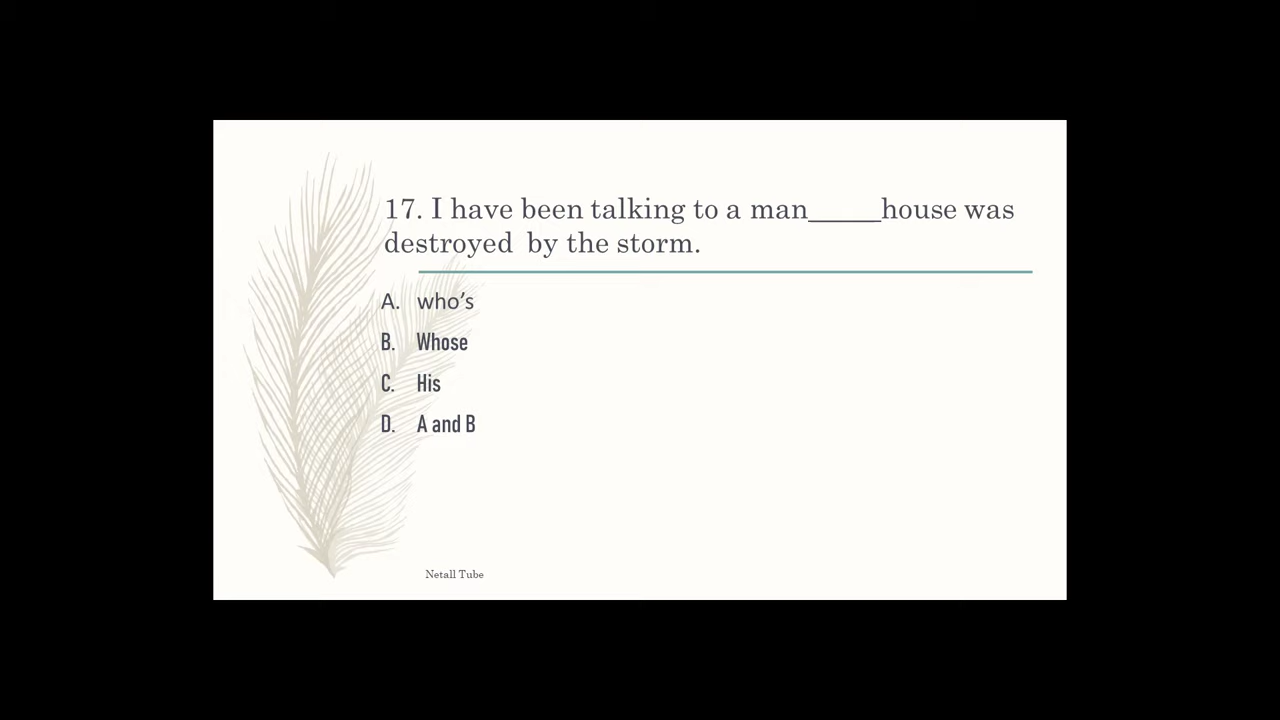 17. I have been talking to a man_____house was
destroyed by the storm.
A. who’s
B. Whose
C. His
D. A and B
Netall Tube